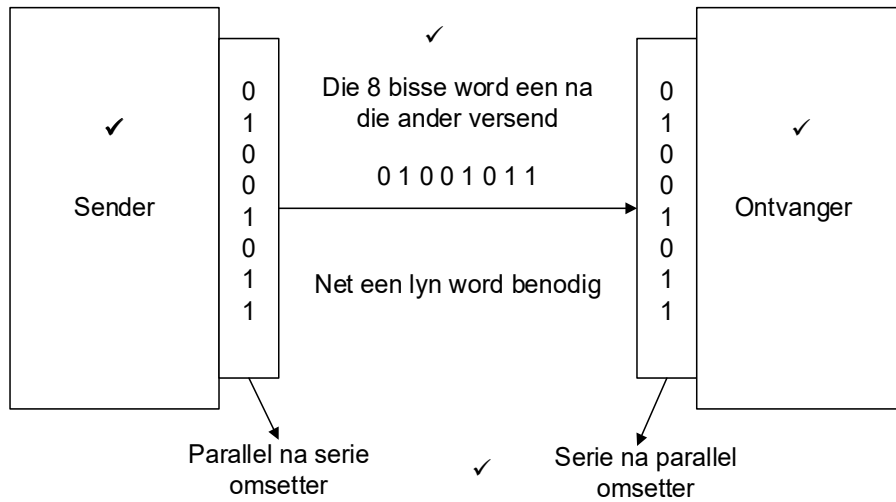 ✓
Die 8 bisse word een na
die ander versend
0 1 0 0 1 0 1 1
Net een lyn word benodig
✓
Sender
0
1
0
0
1
0
1
1
0
1
0
0
1
0
1
1
✓
Ontvanger
Parallel na serie
omsetter
✓
Serie na parallel
omsetter